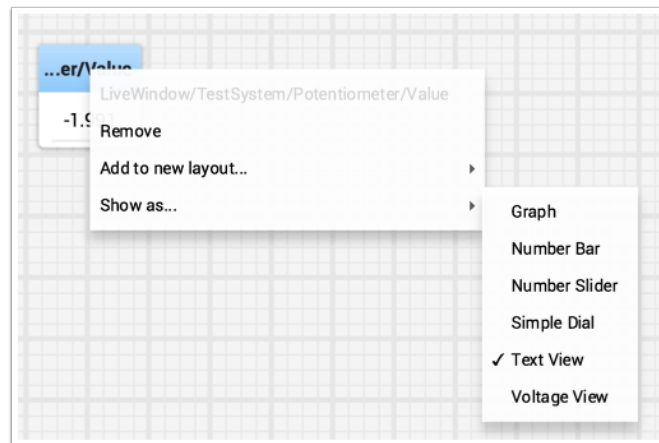 ...er/Value
LiveWindow/TestSystem/Potentiometer/Value
-1.9
Remove
Add to new layout...
Show as...
Graph
Number Bar
Number Slider
Simple Dial
✓ Text View
Voltage View